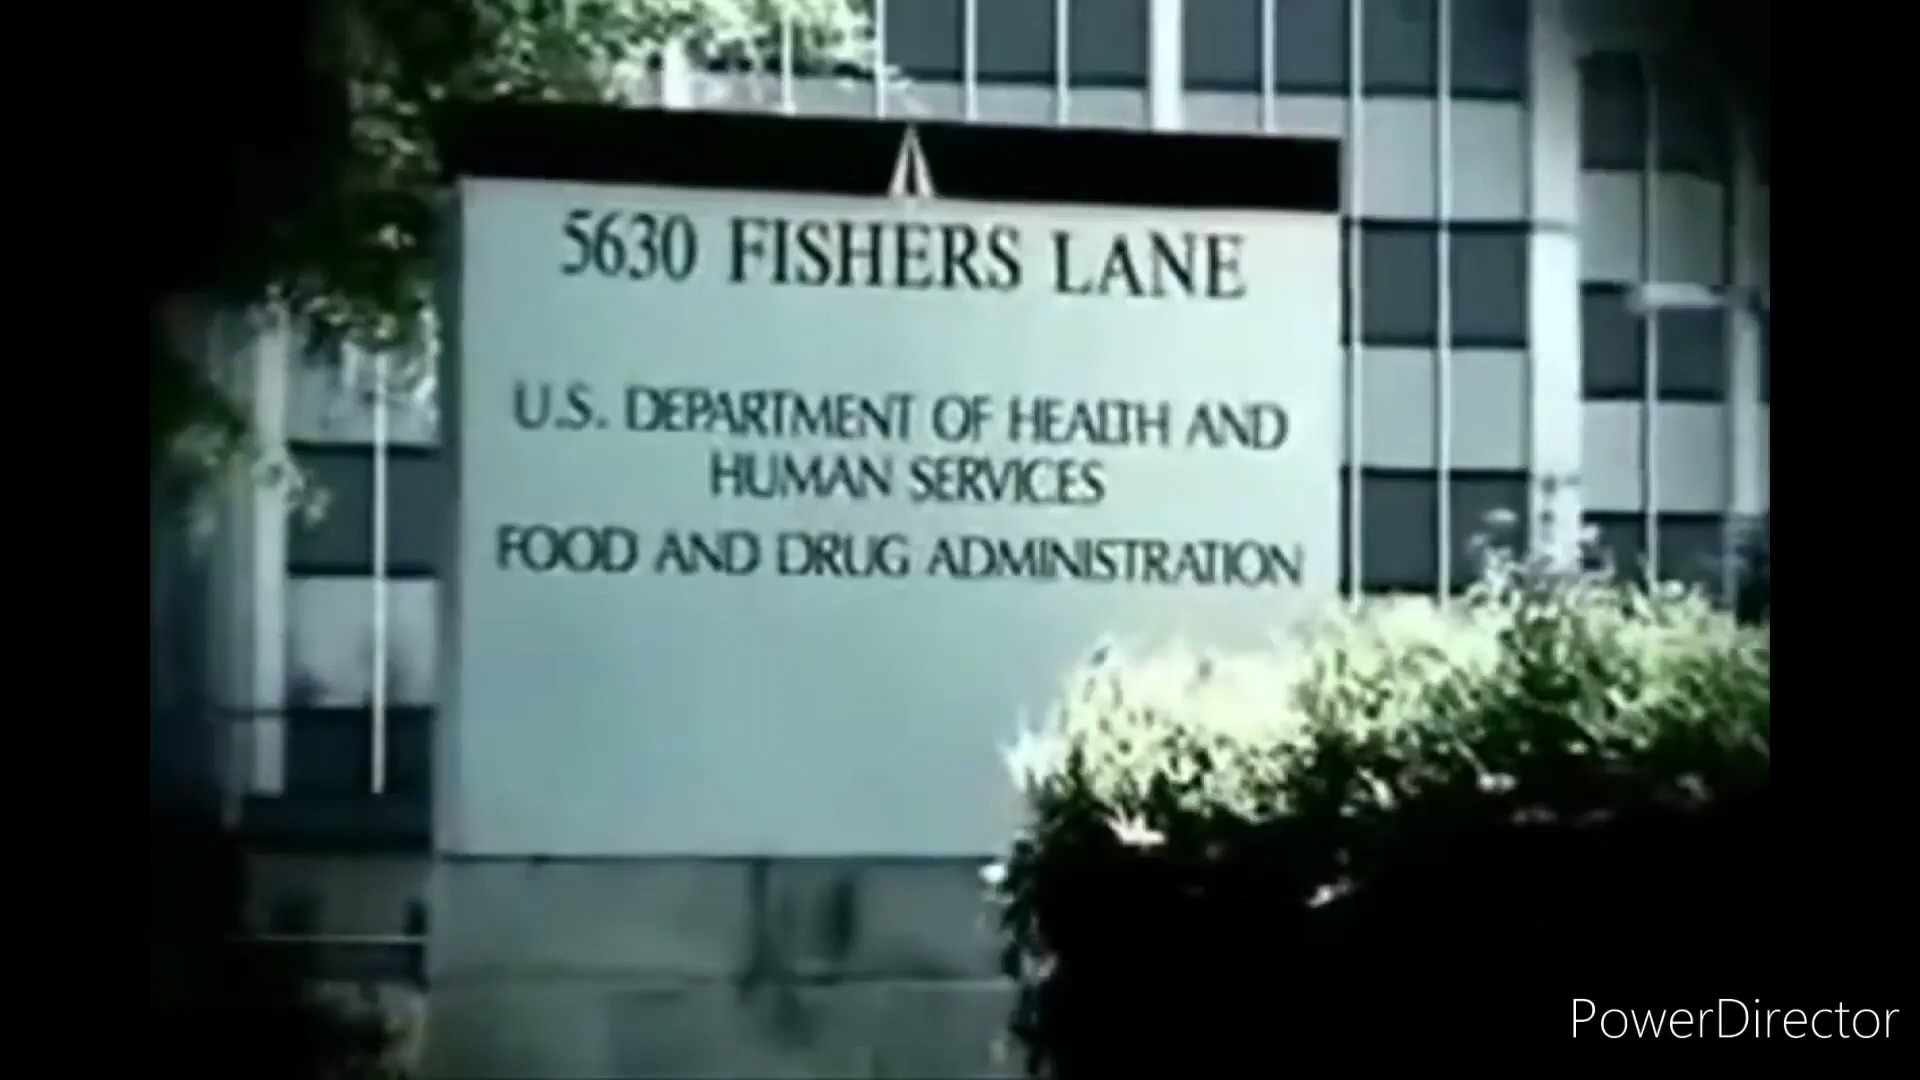 5630 FISHERS LANE
U.S. DEPARTMENT OF HEALTH AND
HUMAN SERVICES
FOOD AND DRUG ADMINISTRATION
PowerDirector